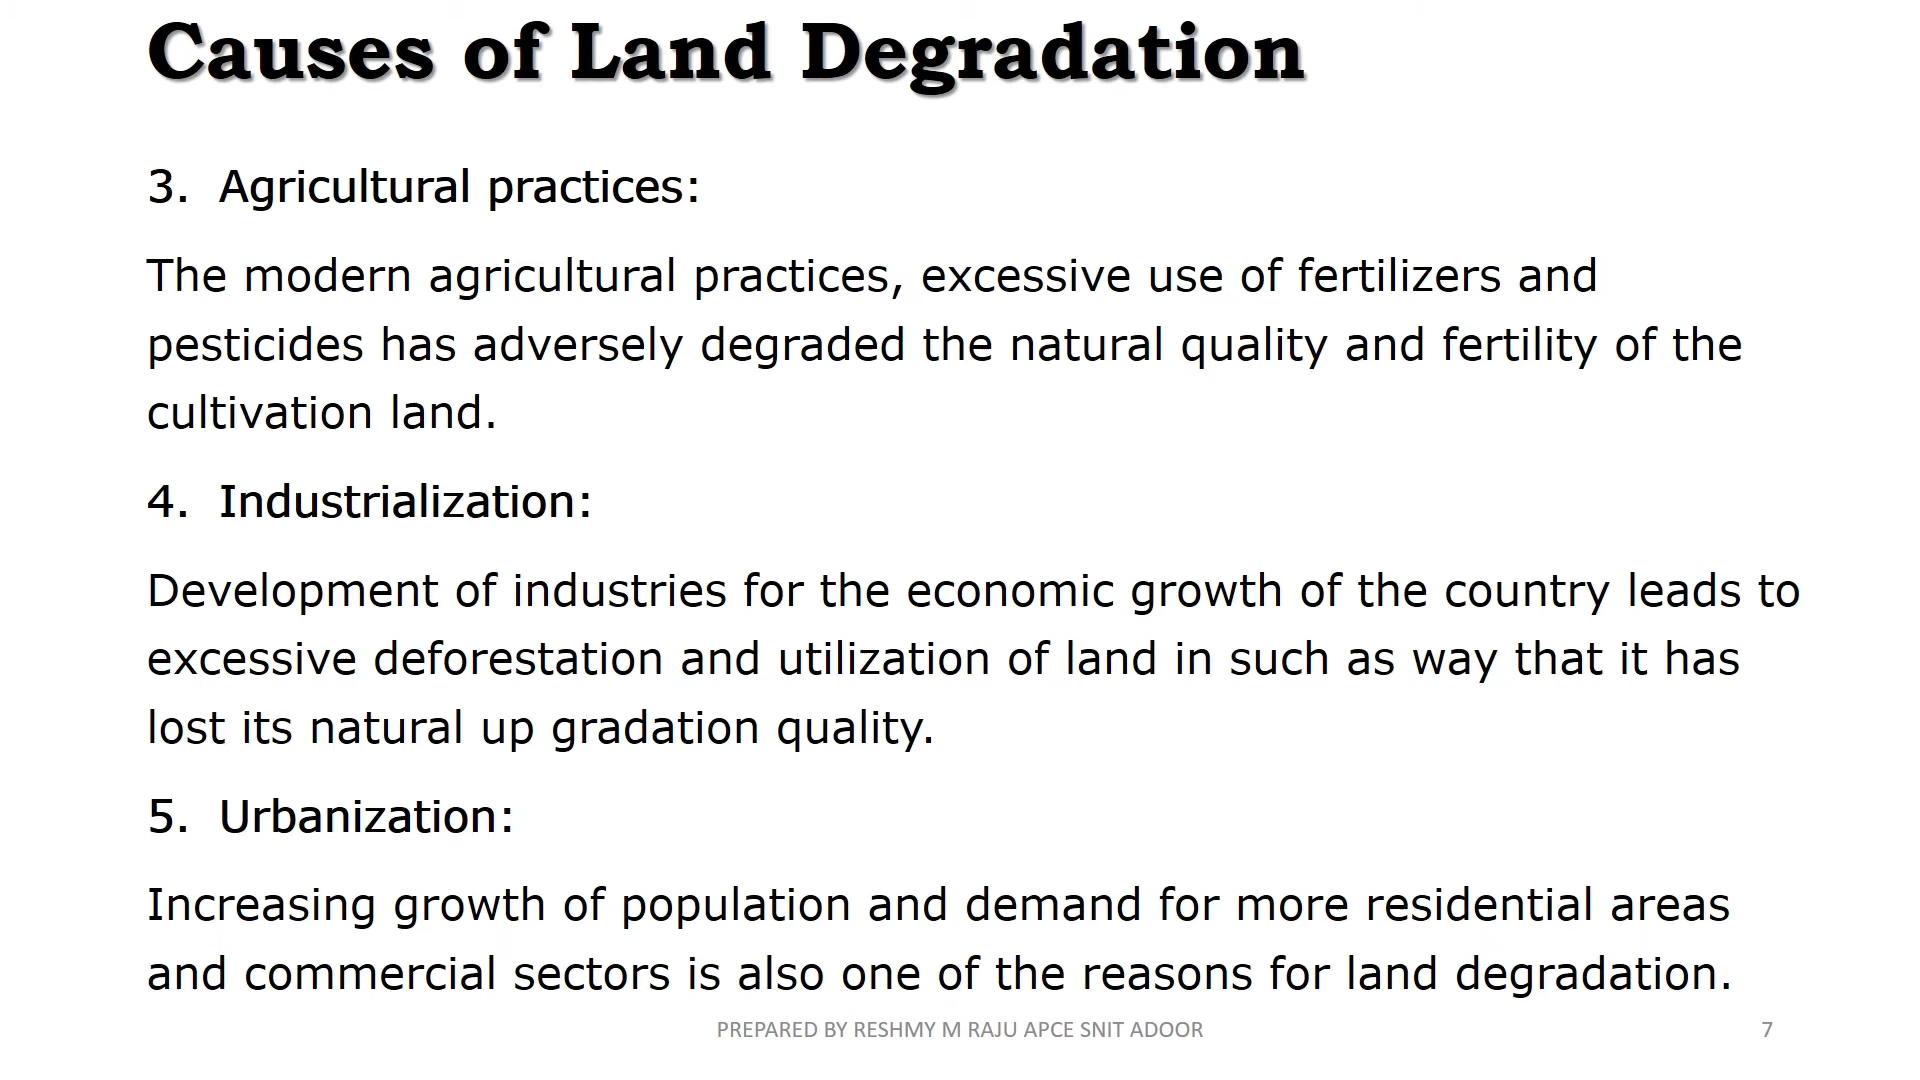 Causes of Land Degradation
3. Agricultural practices:
The modern agricultural practices, excessive use of fertilizers and
pesticides has adversely degraded the natural quality and fertility of the
cultivation land.
4. Industrialization:
Development of industries for the economic growth of the country leads to
excessive deforestation and utilization of land in such as way that it has
lost its natural up gradation quality.
5. Urbanization:
Increasing growth of population and demand for more residential areas
and commercial sectors is also one of the reasons for land degradation.
PREPARED BY RESHMY M RAJU APCE SNIT ADOOR 7